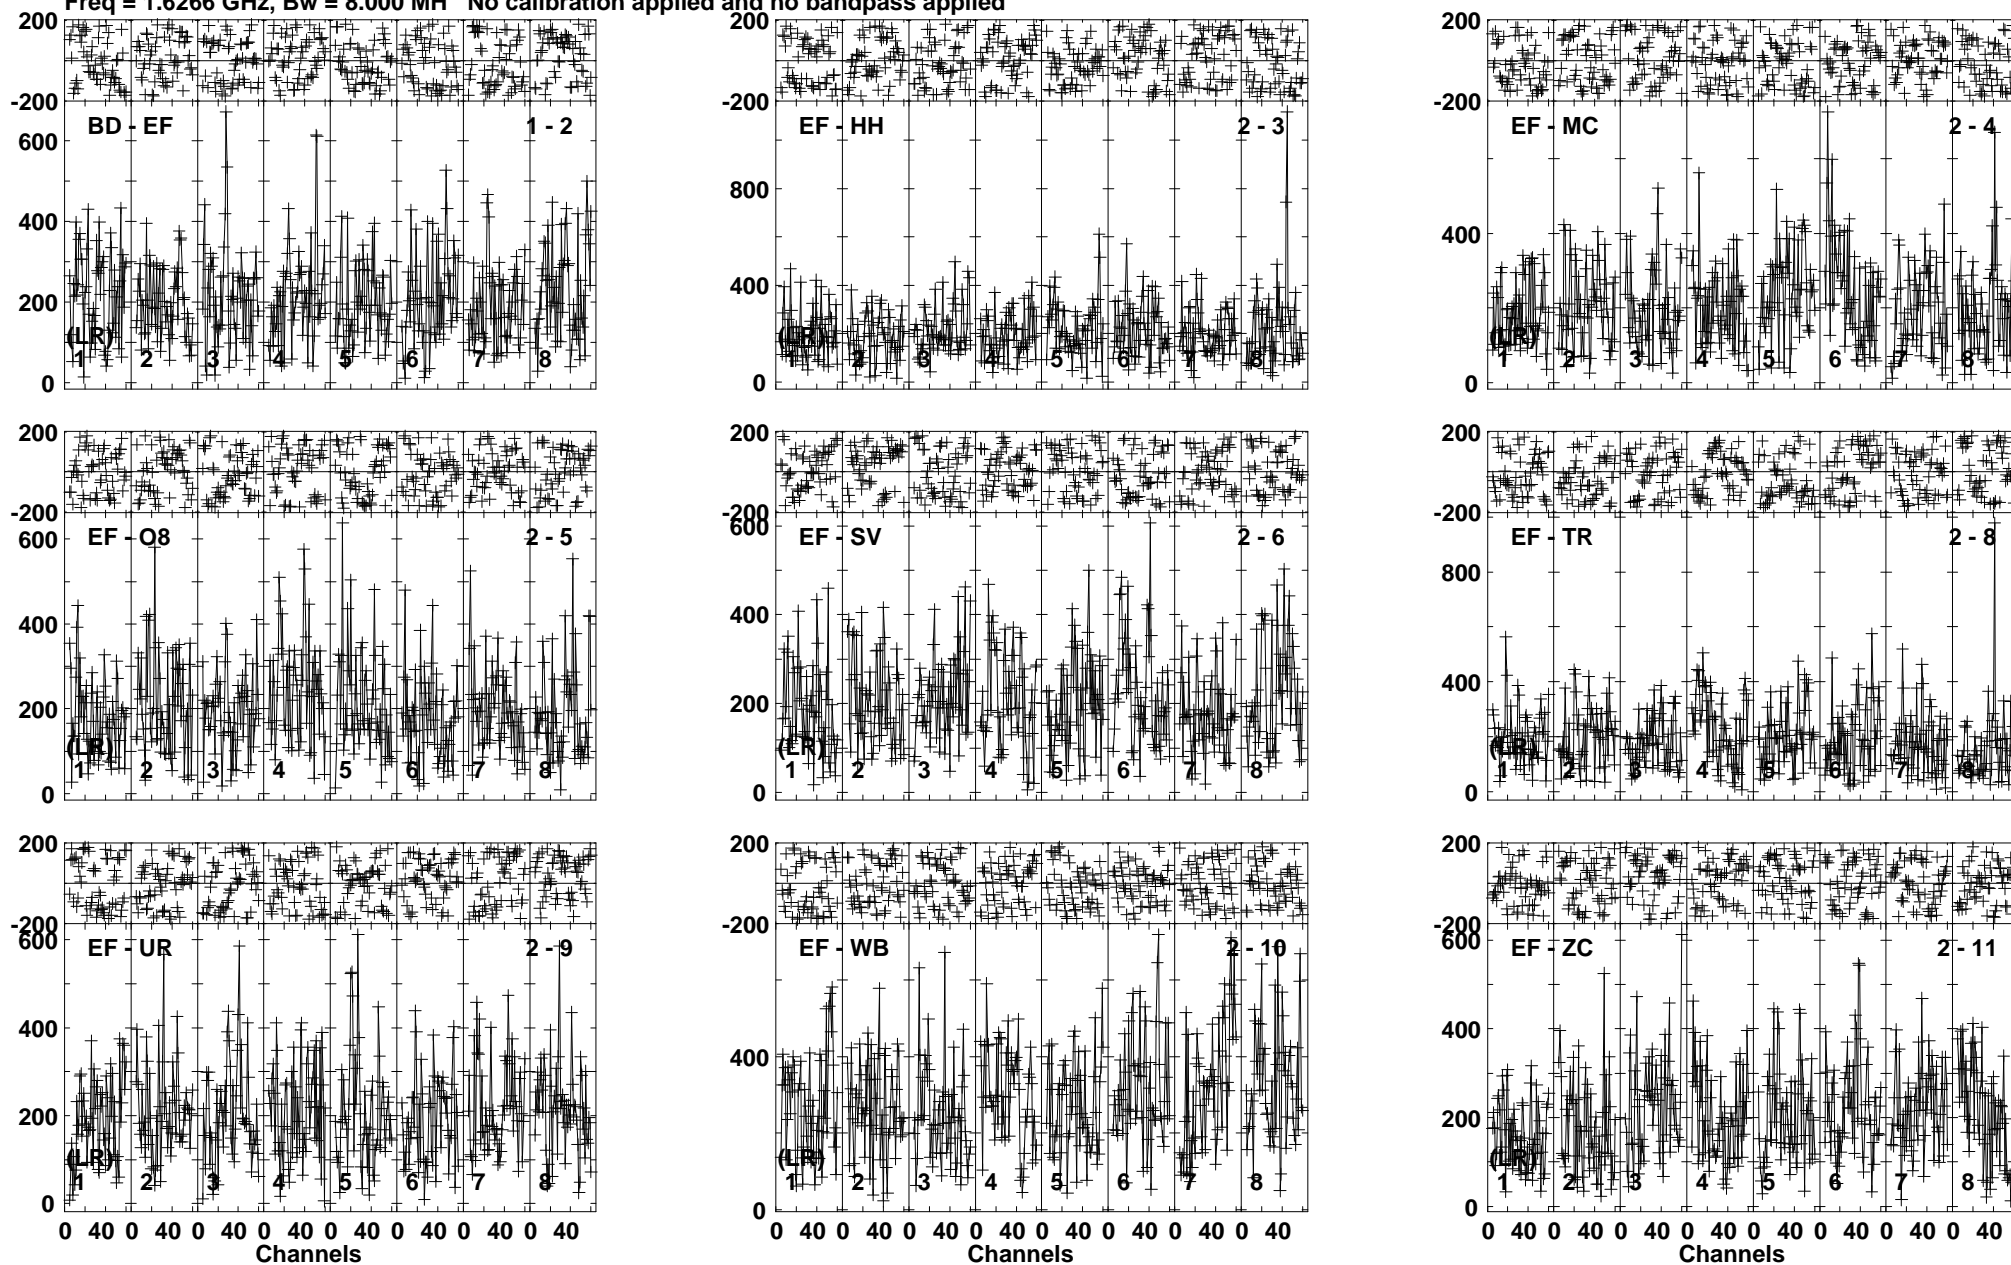 Freq = 1.6266 GHz, Bw = 8.000 MH No calibration applied and no bandpass applied
200
-200
BD - EF 1 - 2
600
400
200
0
(LR)
1 2 3 4 5 6 7 8
200
-200
EF - HH 2 - 3
800
400
0
(LR)
1 2 3 4 5 6 7 8
200
-200
EF - MC 2 - 4
400
0
(LR)
1 2 3 4 5 6 7 8
200
-200
EF - O8 2 - 5
600
400
200
0
(LR)
1 2 3 4 5 6 7 8
200
-200
EF - SV 2 - 6
600
400
200
0
(LR)
1 2 3 4 5 6 7 8
200
-200
EF - TR 2 - 8
800
400
0
(LR)
1 2 3 4 5 6 7 8
200
-200
EF - UR 2 - 9
600
400
200
0
(LR)
1 2 3 4 5 6 7 8
0 40 0 40 0 40 0 40 0 40 0 40 0 40 0 40
Channels
200
-200
EF - WB 2 - 10
400
0
(LR)
1 2 3 4 5 6 7 8
0 40 0 40 0 40 0 40 0 40 0 40 0 40 0 40
Channels
200
-200
EF - ZC 2 - 11
600
400
200
0
(LR)
1 2 3 4 5 6 7 8
0 40 0 40 0 40 0 40 0 40 0 40 0 40 0 40
Channels